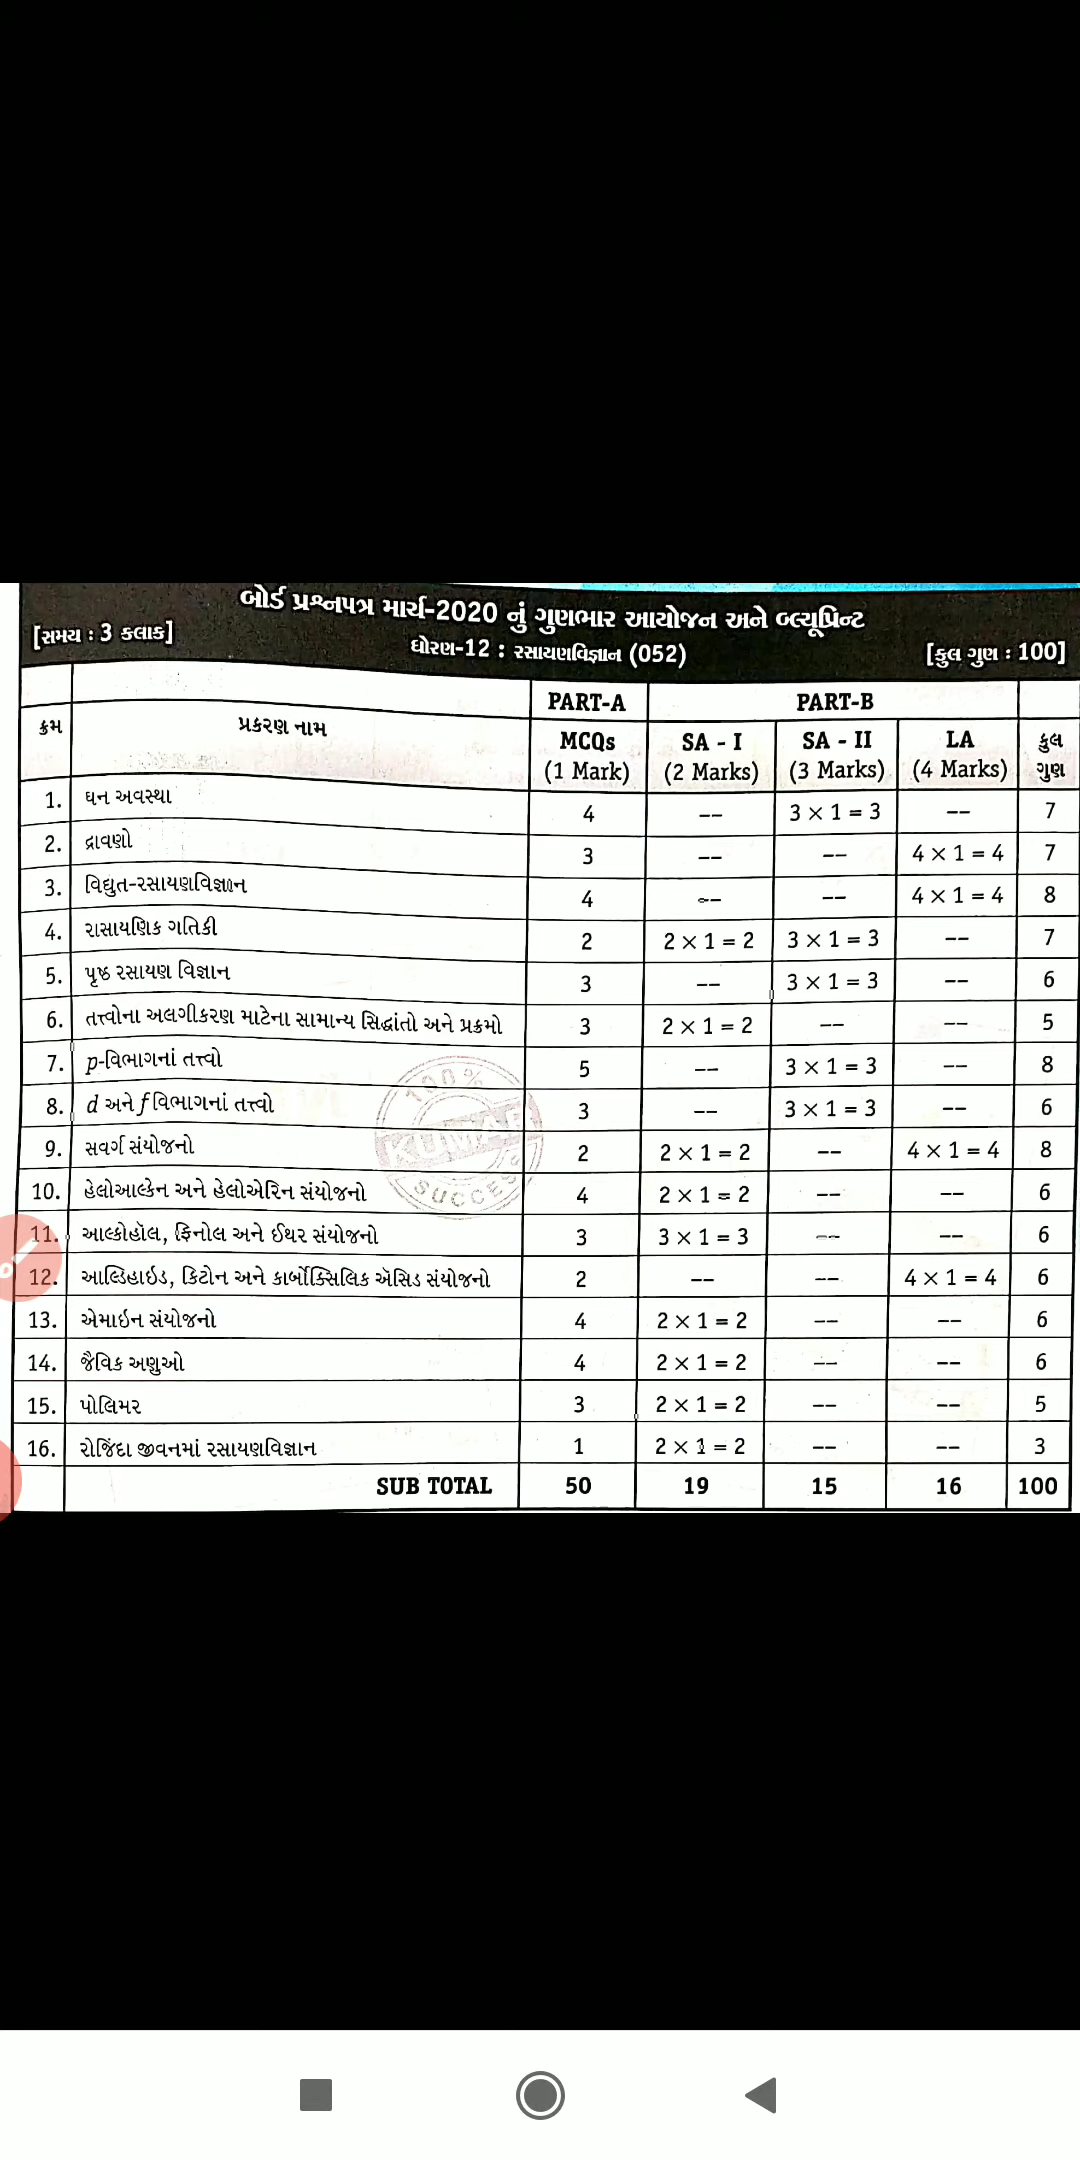 બોર્ડ પ્રશ્નપત્ર માર્ચ-2020 નું ગુણભાર આયોજન અને બ્લ્યૂપ્રિન્ટ
[સમય : 3 કલાક] ધોરણ-12 : રસાયણવિજ્ઞાન (052) [કુલ ગુણ : 100]
PART-A PART-B
ક્રમ પ્રકરણ નામ MCQs (1 Mark) SA - I (2 Marks) SA - II (3 Marks) LA (4 Marks) કુલ ગુણ
1. ઘન અવસ્થા 4 -- 3 × 1 = 3 -- 7
2. દ્રાવણો 3 -- -- 4 × 1 = 4 7
3. વિદ્યુત-રસાયણવિજ્ઞાન 4 -- -- 4 × 1 = 4 8
4. રાસાયણિક ગતિકી 2 2 × 1 = 2 3 × 1 = 3 -- 7
5. પૃષ્ઠ રસાયણ વિજ્ઞાન 3 -- 3 × 1 = 3 -- 6
6. તત્ત્વોના અલગીકરણ માટેના સામાન્ય સિદ્ધાંતો અને પ્રક્રમો 3 2 × 1 = 2 -- -- 5
7. p-વિભાગનાં તત્ત્વો 5 -- 3 × 1 = 3 -- 8
8. d અને f વિભાગનાં તત્ત્વો 3 -- 3 × 1 = 3 -- 6
9. સવર્ગ સંયોજનો 2 2 × 1 = 2 -- 4 × 1 = 4 8
10. હેલોઆલ્કેન અને હેલોએરિન સંયોજનો 4 2 × 1 = 2 -- -- 6
11. આલ્કોહૉલ, ફિનોલ અને ઈથર સંયોજનો 3 3 × 1 = 3 -- -- 6
12. આલ્ડિહાઇડ, કિટોન અને કાર્બોક્સિલિક ઍસિડ સંયોજનો 2 -- -- 4 × 1 = 4 6
13. એમાઇન સંયોજનો 4 2 × 1 = 2 -- -- 6
14. જૈવિક અણુઓ 4 2 × 1 = 2 -- -- 6
15. પોલિમર 3 2 × 1 = 2 -- -- 5
16. રોજિંદા જીવનમાં રસાયણવિજ્ઞાન 1 2 × 1 = 2 -- -- 3
SUB TOTAL 50 19 15 16 100
100%
KUMAR
SUCCESS